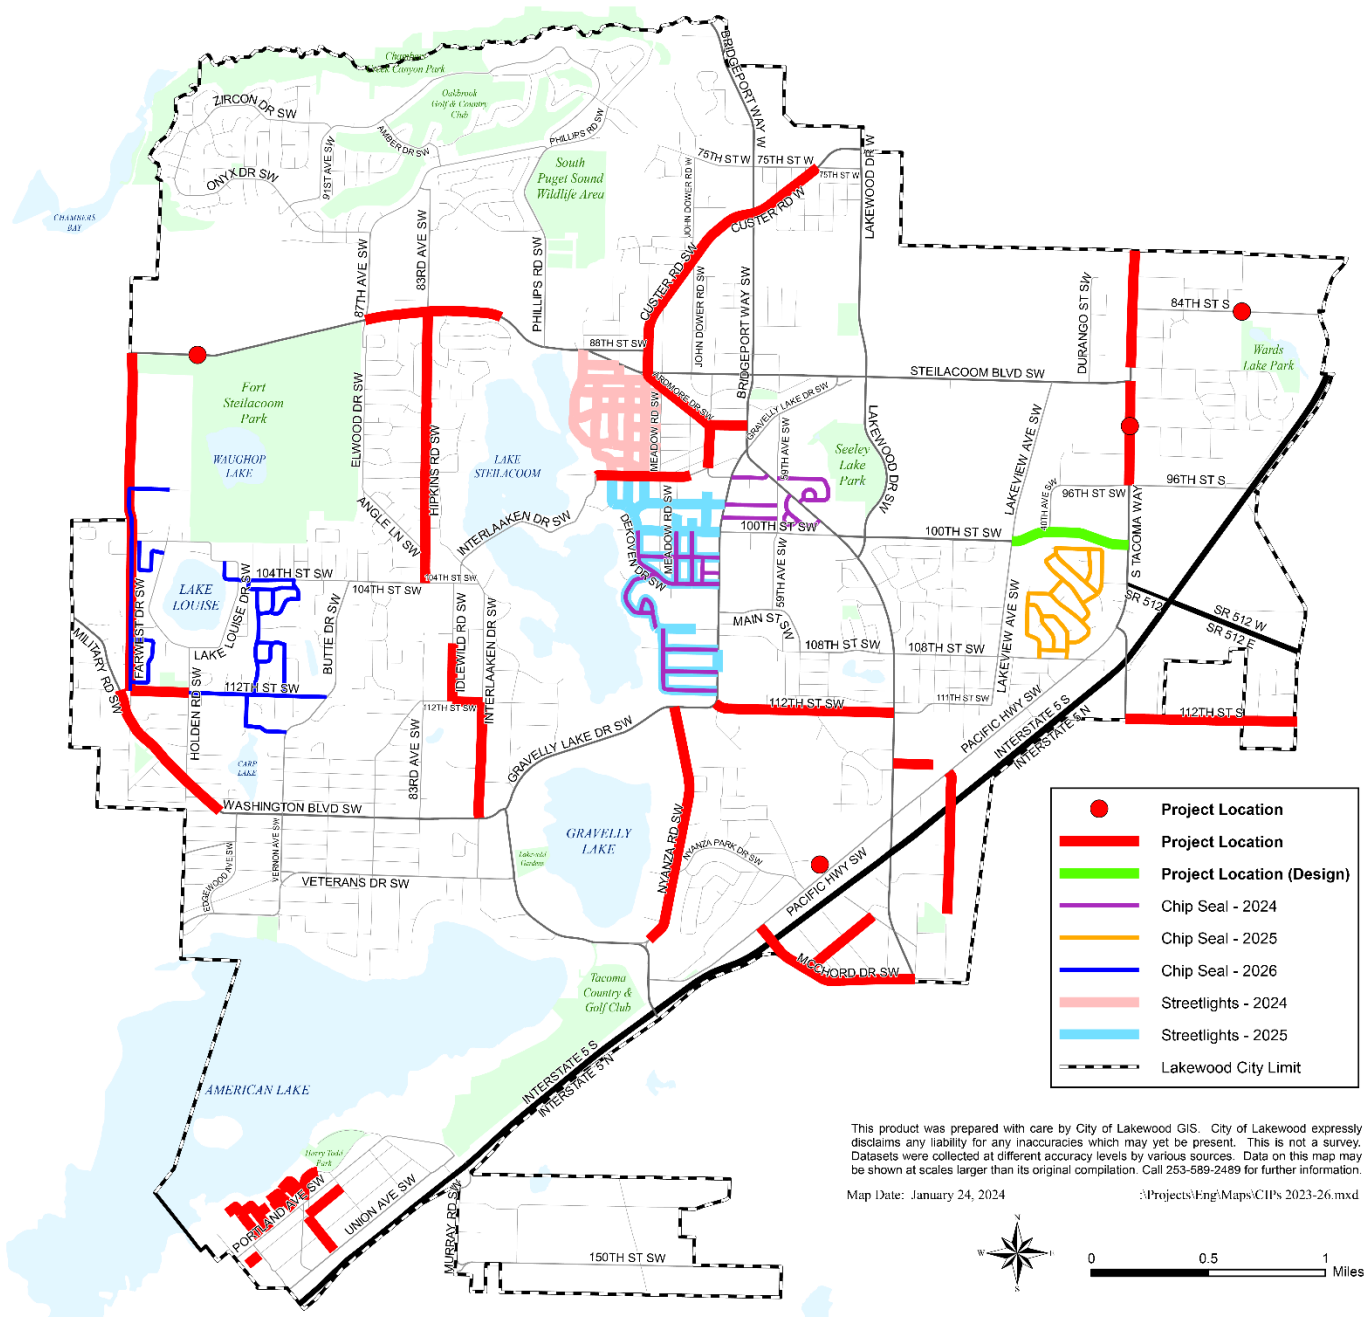 Chambers
Creek Canyon Park
BRIDGEPORT WAY W
ZIRCON DR SW
Oakbrook
Golf & Country
Club
AMBER DR SW
PHILLIPS RD SW
91ST AVE SW
ONYX DR SW
South
Puget Sound
Wildlife Area
JOHN DOWER RD W
75TH ST W
75TH ST W
75TH ST W
LAKEWOOD DR W
CUSTER RD W
CHAMBERS
BAY
87TH AVE SW
83RD AVE SW
PHILLIPS RD SW
CUSTER RD SW
JOHN DOWER RD SW
BRIDGEPORT WAY SW
DURANGO ST SW
84TH ST S
88TH ST SW
Wards
Lake Park
STEILACOOM BLVD SW
ARDMORE DR SW
GRAVELLY LAKE DR SW
Fort
Steilacoom
Park
ELWOOD DR SW
HIPKINS RD SW
MEADOW RD SW
59TH AVE SW
LAKEWOOD DR SW
LAKEVIEW AVE SW
WAUGHOP
LAKE
LAKE
STEILACOOM
Seeley
Lake
Park
96TH ST S
96TH ST SW
40TH AVE SW
ANGLE LN SW
INTERLAAKEN DR SW
DEKOVEN DR SW
MEADOW RD SW
100TH ST SW
100TH ST SW
S TACOMA WAY
104TH ST SW
104TH ST SW
104TH ST SW
LAKE
LOUISE
LAKE LOUISE DR SW
LAKE LOUISE DR SW
FARWEST DR SW
BUTTE DR SW
IDLEWILD RD SW
INTERLAAKEN DR SW
59TH AVE SW
MAIN ST SW
108TH ST SW
108TH ST SW
LAKEVIEW AVE SW
SR 512
SR 512 W
SR 512 E
MILITARY RD SW
112TH ST SW
HOLDEN RD SW
112TH ST SW
83RD AVE SW
112TH ST SW
111TH ST SW
112TH ST S
PACIFIC HWY SW
INTERSTATE 5 S
INTERSTATE 5 N
GRAVELLY LAKE DR SW
CARP
LAKE
WASHINGTON BLVD SW
EDGEWOOD AVE SW
VERNON AVE SW
VETERANS DR SW
Lakewold
Gardens
GRAVELLY
LAKE
NYANZA RD SW
NYANZA PARK DR SW
PACIFIC HWY SW
MCCHORD DR SW
Tacoma
Country &
Golf Club
INTERSTATE 5 S
INTERSTATE 5 N
AMERICAN LAKE
Harry Todd
Park
PORTLAND AVE SW
UNION AVE SW
MURRAY RD SW
150TH ST SW
Project Location
Project Location
Project Location (Design)
Chip Seal - 2024
Chip Seal - 2025
Chip Seal - 2026
Streetlights - 2024
Streetlights - 2025
Lakewood City Limit
This product was prepared with care by City of Lakewood GIS. City of Lakewood expressly
disclaims any liability for any inaccuracies which may yet be present. This is not a survey.
Datasets were collected at different accuracy levels by various sources. Data on this map may
be shown at scales larger than its original compilation. Call 253-589-2489 for further information.
Map Date: January 24, 2024
:\Projects\Eng\Maps\CIPs 2023-26.mxd
N
W
E
S
0
0.5
1
Miles